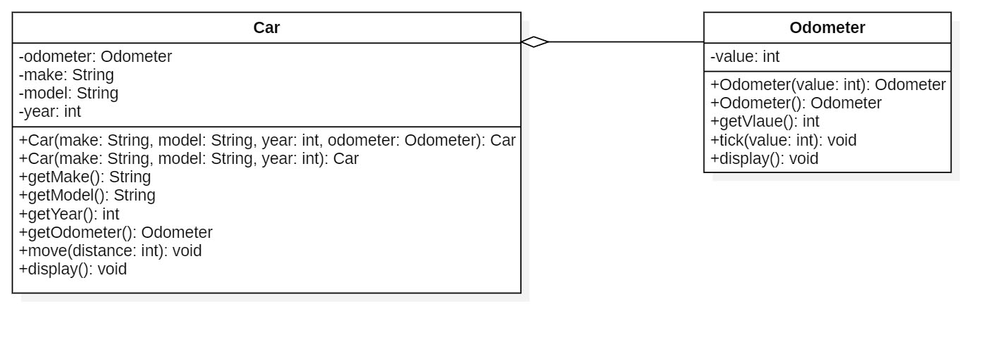 Car
-odometer: Odometer
-make: String
-model: String
-year: int
+Car(make: String, model: String, year: int, odometer: Odometer): Car
+Car(make: String, model: String, year: int): Car
+getMake(): String
+getModel(): String
+getYear(): int
+getOdometer(): Odometer
+move(distance: int): void
+display(): void
Odometer
-value: int
+Odometer(value: int): Odometer
+Odometer(): Odometer
+getVlaue(): int
+tick(value: int): void
+display(): void